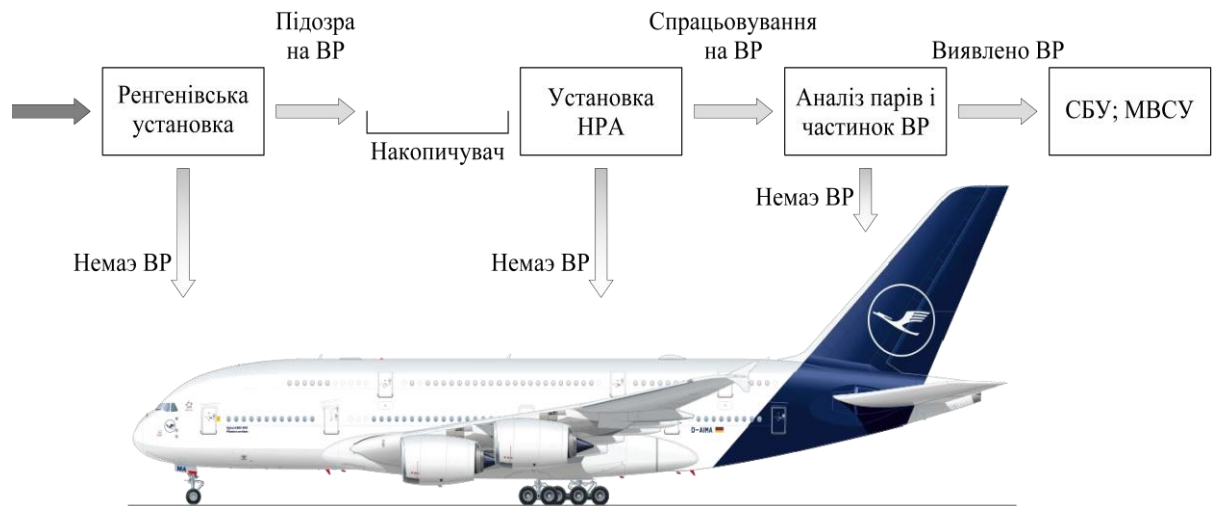 Підозра
на ВР
Спрацьовування
на ВР
Виявлено ВР
Ренгенівська
установка
Накопичувач
Установка
НРА
Аналіз парів і
частинок ВР
СБУ; МВСУ
Немаэ ВР
Немаэ ВР
Немаэ ВР
D-AIMA
MA